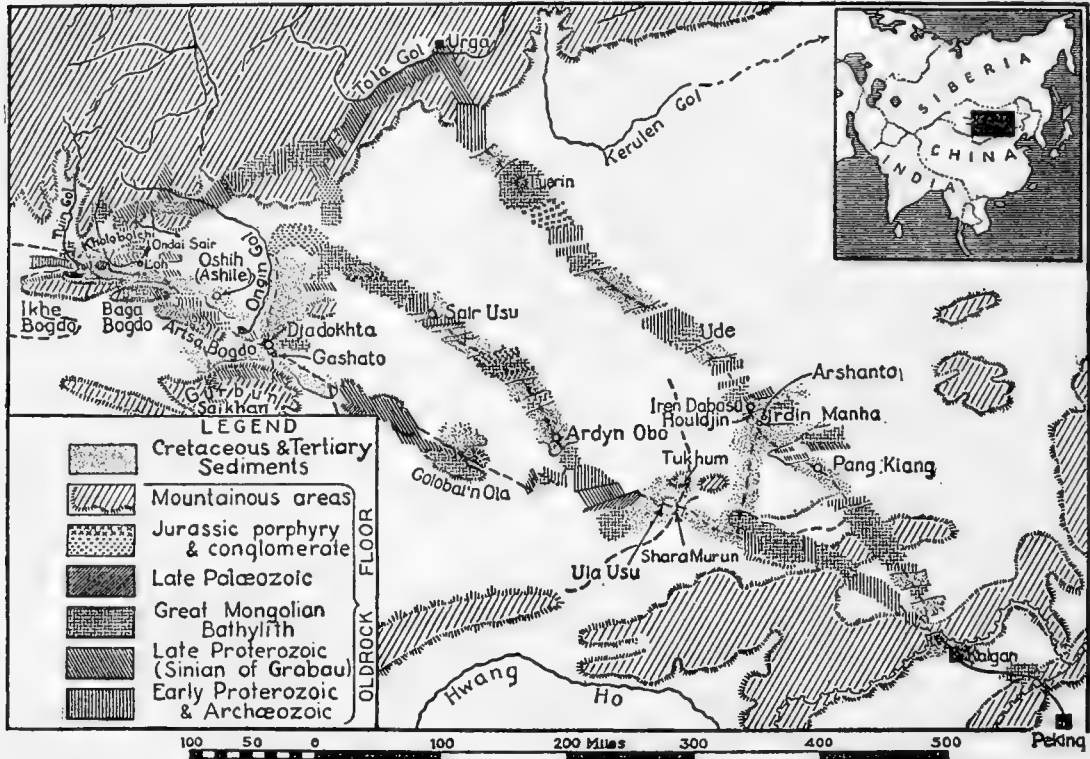 Urga
Tola Gol
Kerulen Gol
SIBERIA
CHINA
INDIA
Tuerin
Tuin Gol
Kholobolchi
Ondai Sair
Loh
Oshih
(Ashile)
Ongin Gol
Ikhe
Bogdo
Baga
Bogdo
Artsa Bogdo
Djadokhta
Gashato
Gurbun
Saikhan
Sair Usu
Ude
Arshanto
Iren Dabasu
Houldjin
Irdin Manha
Ardyn Obo
Tukhum
Pang Kiang
Golobai'n Ola
Shara Murun
Ula Usu
Kalgan
Hwang
Ho
Peking
LEGEND
Cretaceous & Tertiary
Sediments
Mountainous areas
Jurassic porphyry
& conglomerate
Late Palæozoic
Great Mongolian
Bathylith
Late Proterozoic
(Sinian of Grabau)
Early Proterozoic
& Archæozoic
OLDROCK FLOOR
100 50 0 100 200 Miles 300 400 500